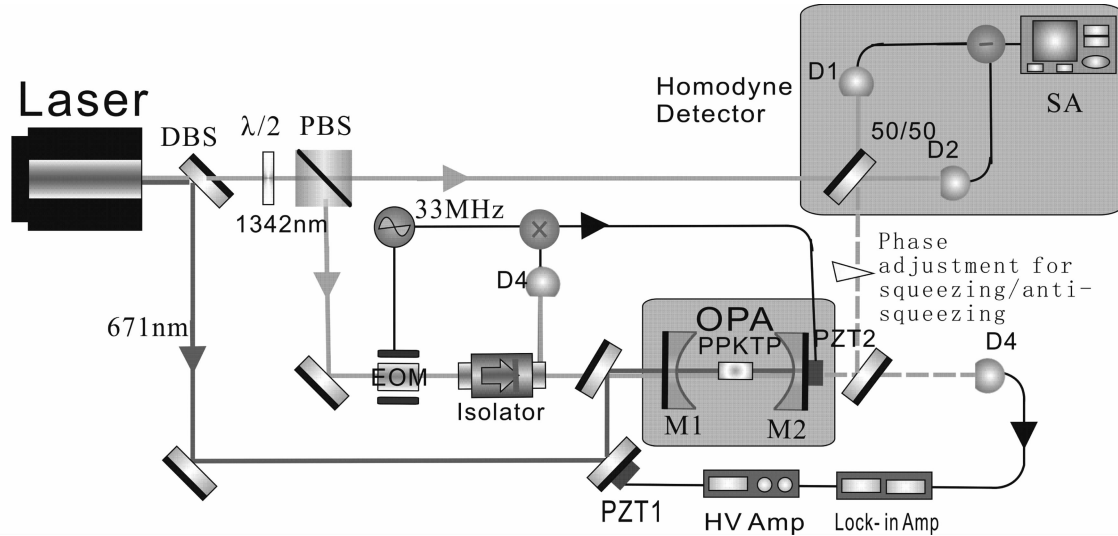 Laser
DBS
λ/2
PBS
1342nm
Homodyne
Detector
D1
50/50
D2
SA
33MHz
D4
Phase
adjustment for
squeezing/anti-
squeezing
671nm
OPA
PPKTP
PZT2
D4
EOM
Isolator
M1
M2
PZT1
HV Amp
Lock- in Amp